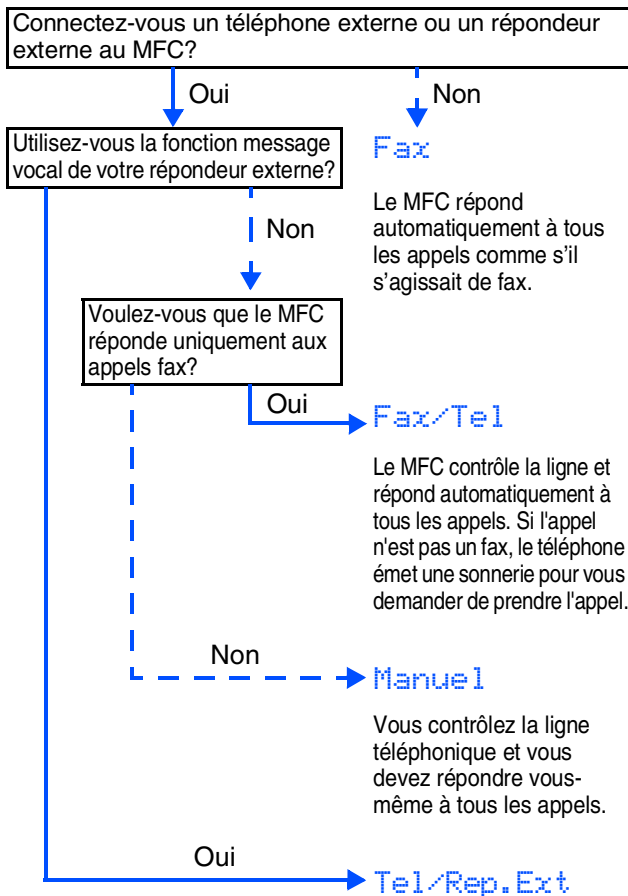 Connectez-vous un téléphone externe ou un répondeur
externe au MFC?
Oui
Non
Utilisez-vous la fonction message
vocal de votre répondeur externe?
Fax
Le MFC répond
automatiquement à tous
les appels comme s’il
s’agissait de fax.
Non
Voulez-vous que le MFC
réponde uniquement aux
appels fax?
Oui
Fax/Tel
Le MFC contrôle la ligne et
répond automatiquement à
tous les appels. Si l'appel
n'est pas un fax, le téléphone
émet une sonnerie pour vous
demander de prendre l'appel.
Non
Manuel
Vous contrôlez la ligne
téléphonique et vous
devez répondre vous-
même à tous les appels.
Oui
Tel/Rep.Ext